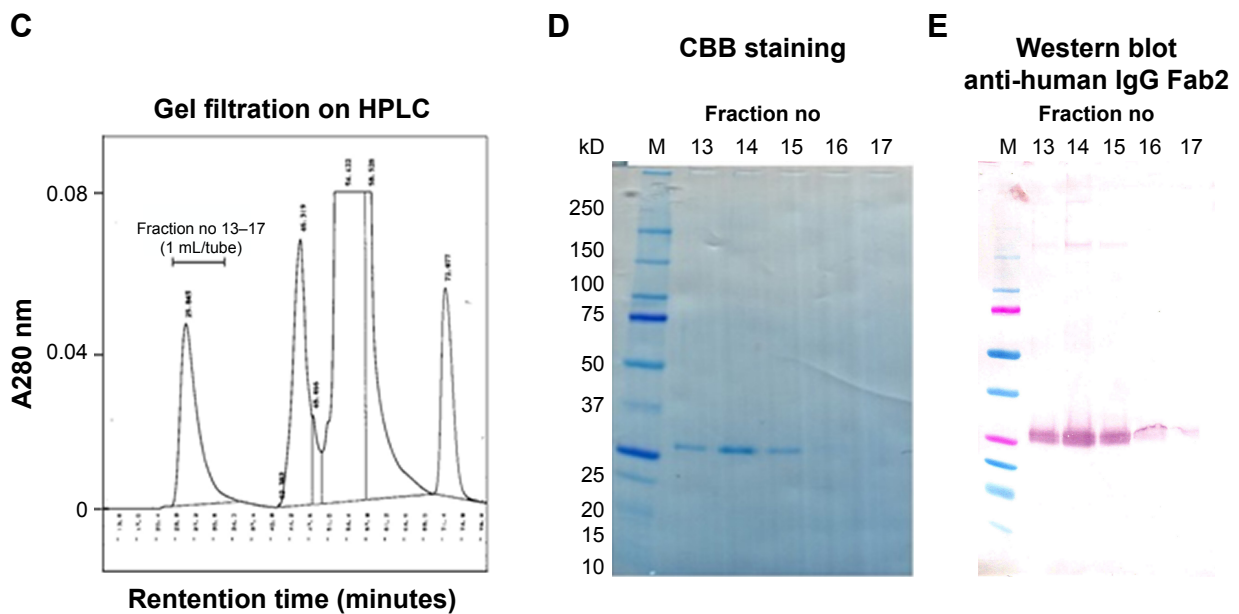 C
Gel filtration on HPLC
A280 nm
0.08
0.04
0
Fraction no 13–17
(1 mL/tube)
Rentention time (minutes)
D
CBB staining
Fraction no
kD M 13 14 15 16 17
250
150
100
75
50
37
25
20
15
10
E
Western blot
anti-human IgG Fab2
Fraction no
M 13 14 15 16 17